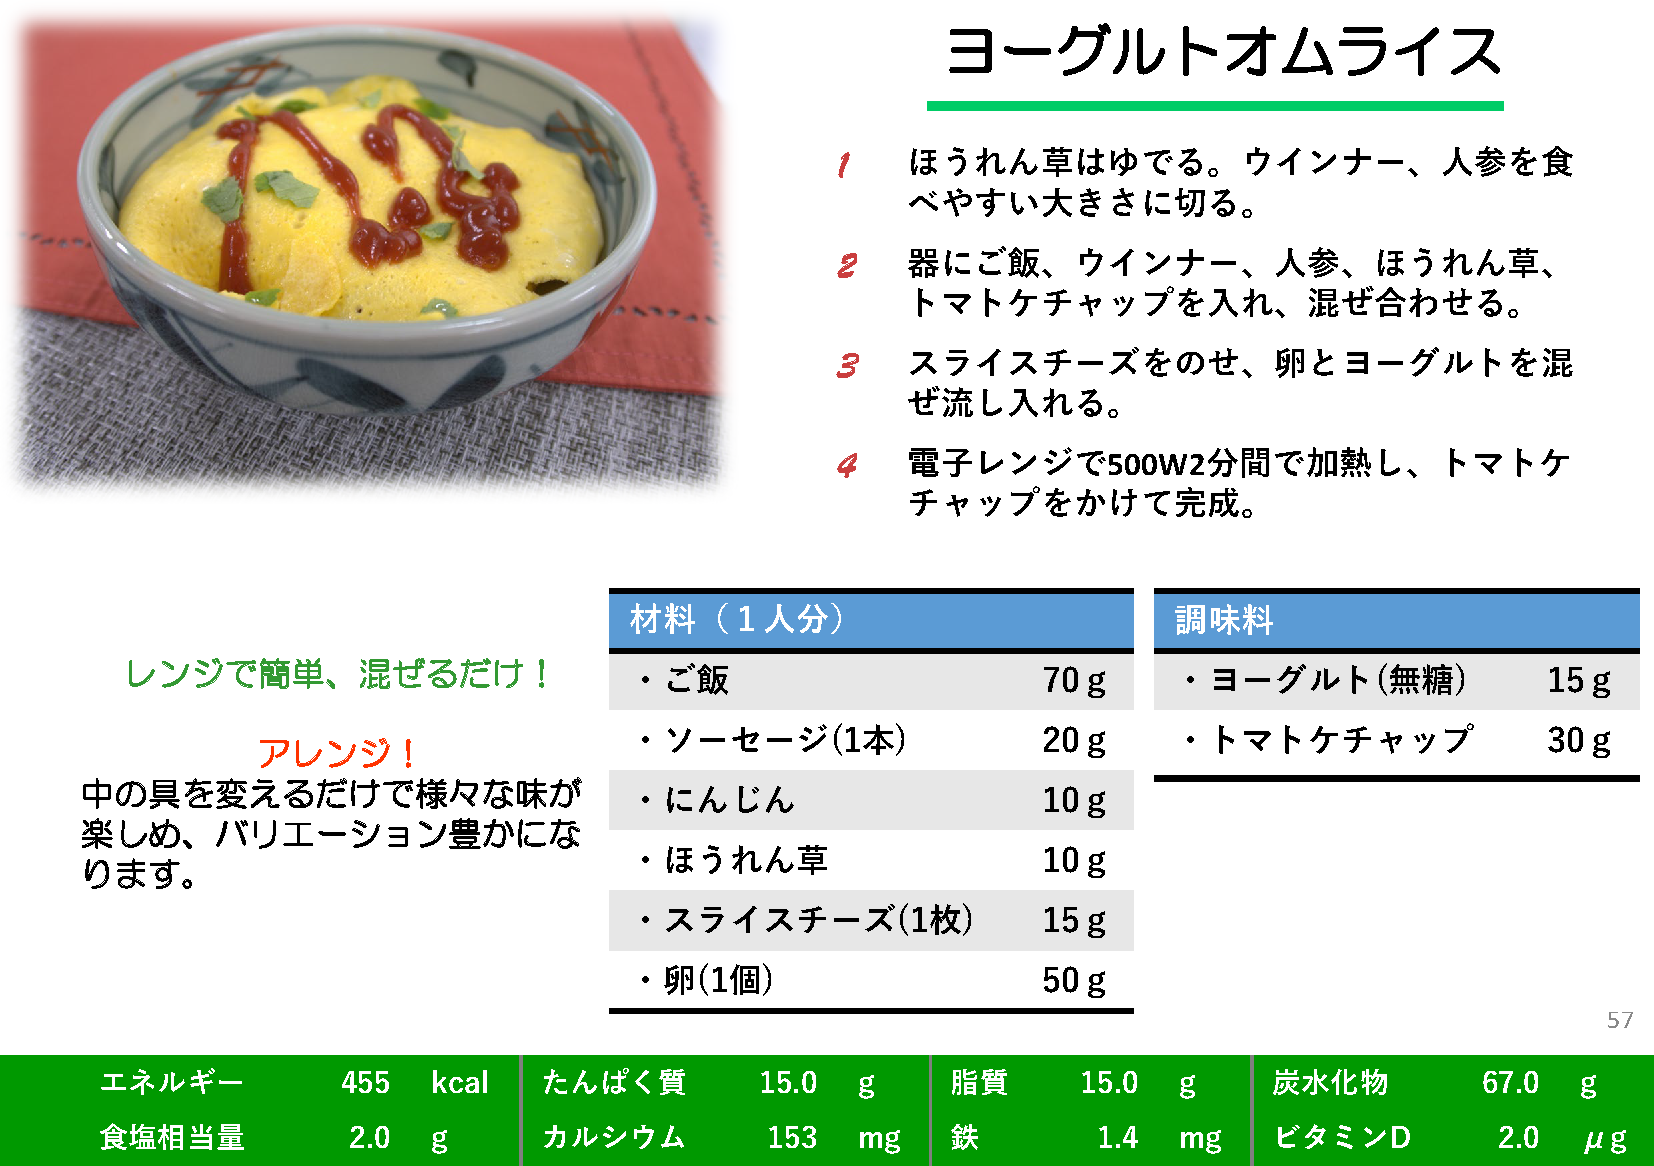 ヨーグルトオムライス
1 ほうれん草はゆでる。ウインナー、人参を食
べやすい大きさに切る。
2 器にご飯、ウインナー、人参、ほうれん草、
トマトケチャップを入れ、混ぜ合わせる。
3 スライスチーズをのせ、卵とヨーグルトを混
ぜ流し入れる。
4 電子レンジで500W2分間で加熱し、トマトケ
チャップをかけて完成。
レンジで簡単、混ぜるだけ！
アレンジ！
中の具を変えるだけで様々な味が
楽しめ、バリエーション豊かにな
ります。
材料（１人分）
・ご飯 70ｇ
・ソーセージ(1本) 20ｇ
・にんじん 10ｇ
・ほうれん草 10ｇ
・スライスチーズ(1枚) 15ｇ
・卵(1個) 50ｇ
調味料
・ヨーグルト(無糖) 15ｇ
・トマトケチャップ 30ｇ
57
エネルギー 455 kcal たんぱく質 15.0 g 脂質 15.0 g 炭水化物 67.0 g
食塩相当量 2.0 g カルシウム 153 mg 鉄 1.4 mg ビタミンD 2.0 μg